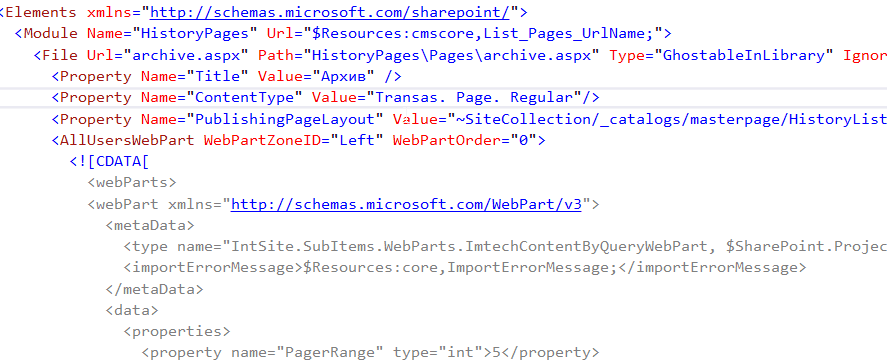 <Elements xmlns="http://schemas.microsoft.com/sharepoint/">
<Module Name="HistoryPages" Url="$Resources:cmscore,List_Pages_UrlName;">
<File Url="archive.aspx" Path="HistoryPages\Pages\archive.aspx" Type="GhostableInLibrary" Ignor
<Property Name="Title" Value="Архив" />
<Property Name="ContentType" Value="Transas. Page. Regular"/>
<Property Name="PublishingPageLayout" Value="~SiteCollection/_catalogs/masterpage/HistoryList
<AllUsersWebPart WebPartZoneID="Left" WebPartOrder="0">
<![CDATA[
<webParts>
<webPart xmlns="http://schemas.microsoft.com/WebPart/v3">
<metaData>
<type name="IntSite.SubItems.WebParts.ImtechContentByQueryWebPart, $SharePoint.Projec
<importErrorMessage>$Resources:core,ImportErrorMessage;</importErrorMessage>
</metaData>
<data>
<properties>
<property name="PagerRange" type="int">5</property>